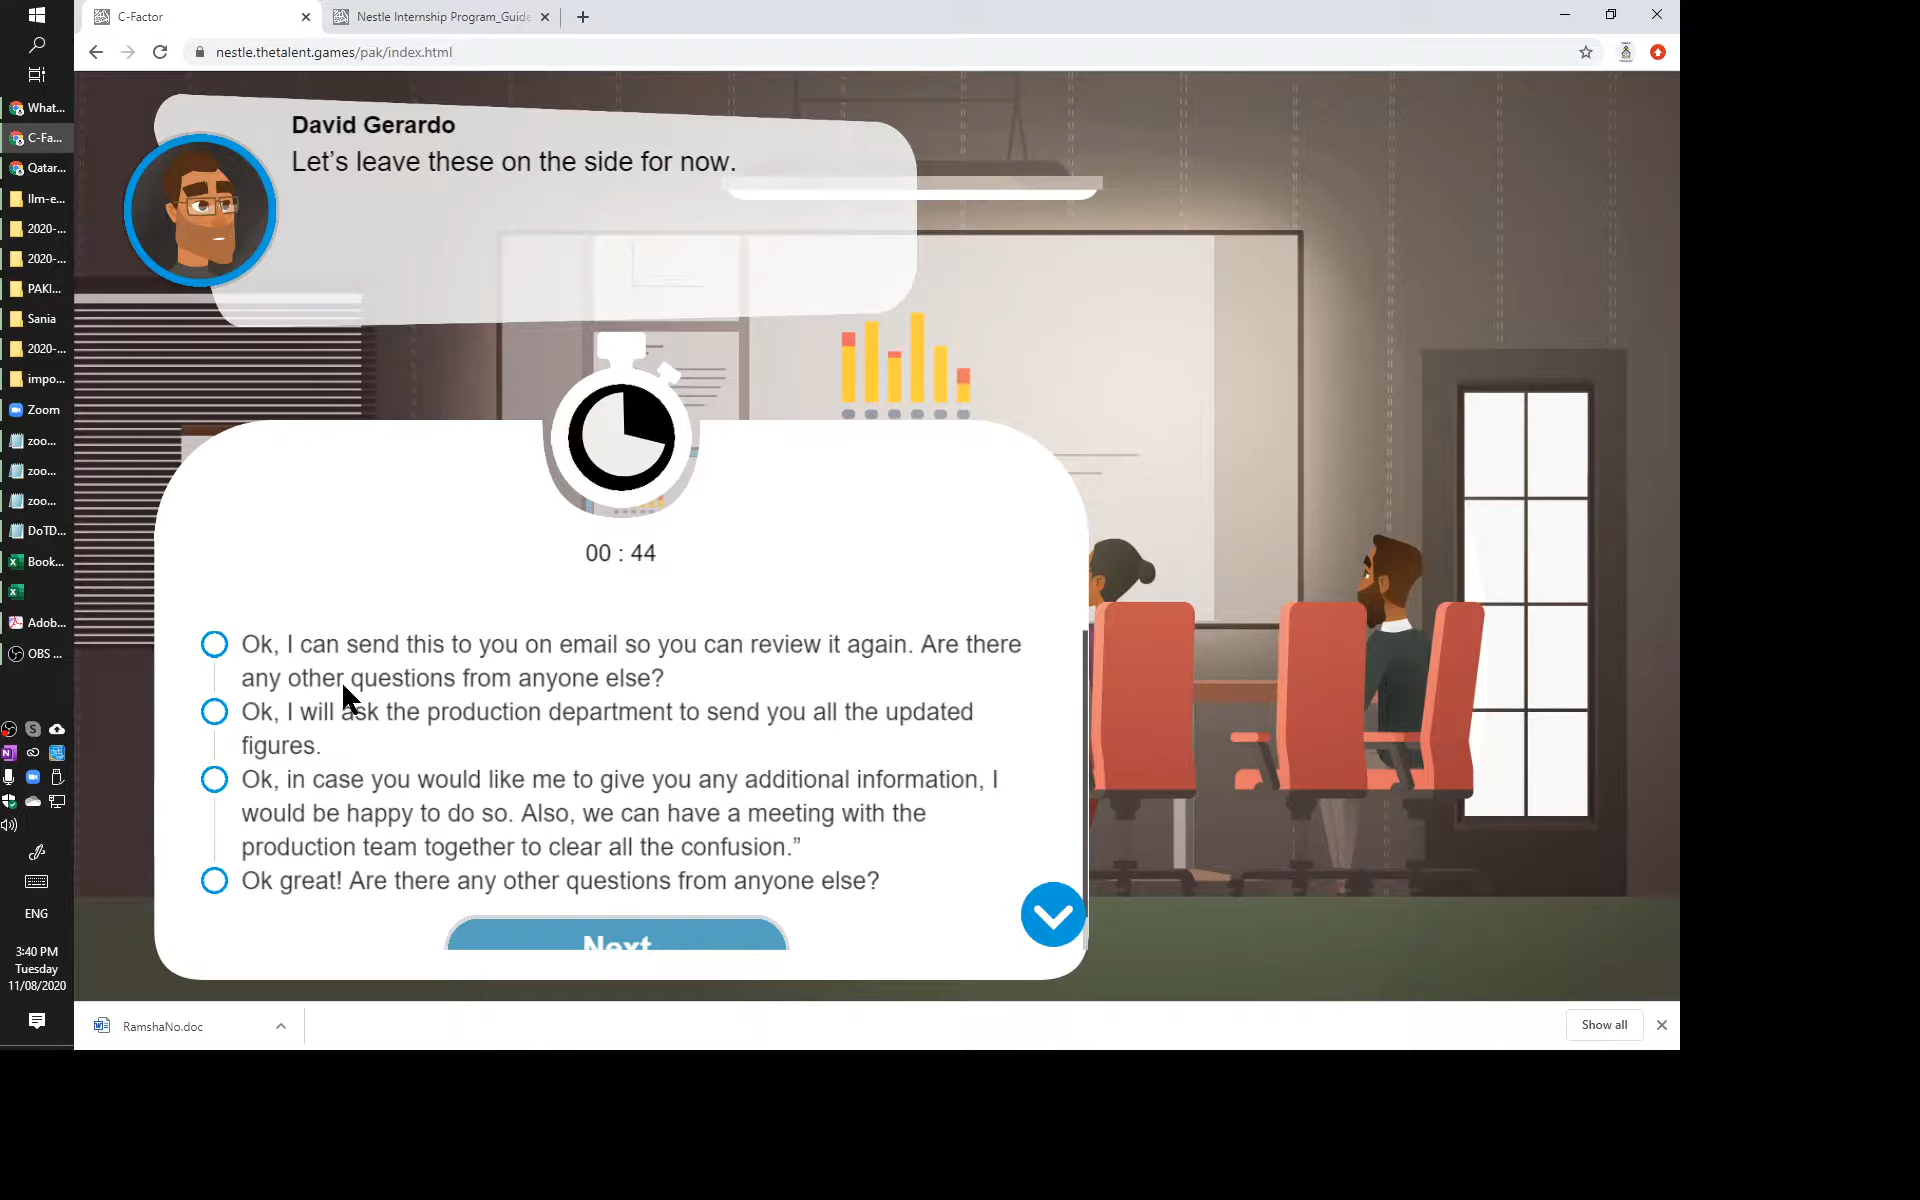 C-Factor
Nestle Internship Program_Guide
nestle.thetalent.games/pak/index.html
What...
C-Fa...
Qatar...
llm-e...
2020-...
2020-...
PAKI...
Sania
2020-...
impo...
Zoom
zoo...
zoo...
zoo...
DoTD...
Book...
Adob...
OBS ...
ENG
3:40 PM
Tuesday
11/08/2020
David Gerardo
Let’s leave these on the side for now.
00 : 44
Ok, I can send this to you on email so you can review it again. Are there
any other questions from anyone else?
Ok, I will ask the production department to send you all the updated
figures.
Ok, in case you would like me to give you any additional information, I
would be happy to do so. Also, we can have a meeting with the
production team together to clear all the confusion.”
Ok great! Are there any other questions from anyone else?
Next
RamshaNo.doc
Show all